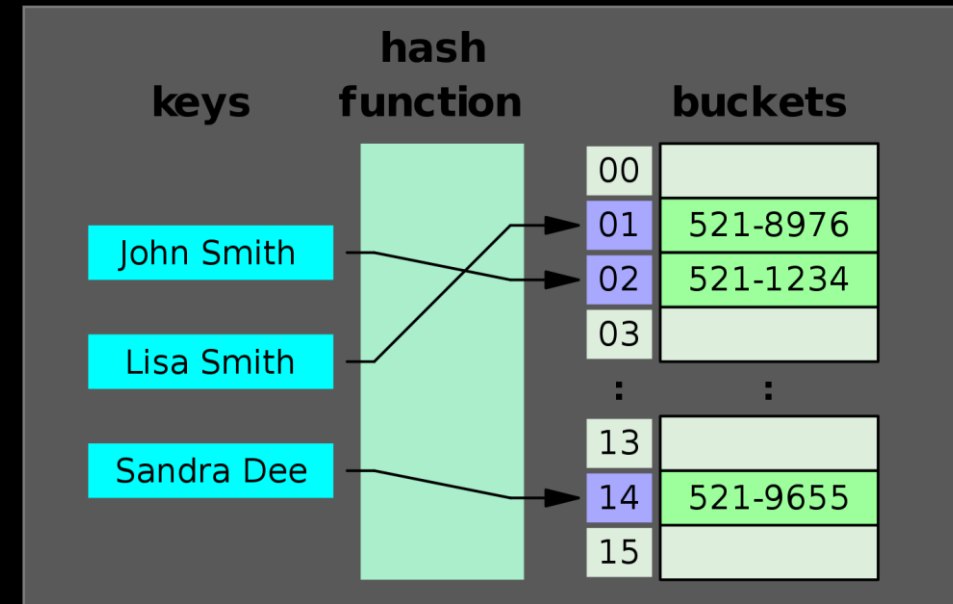 hash
keys function buckets
00
01 521-8976
John Smith
02 521-1234
03
Lisa Smith
: :
13
Sandra Dee
14 521-9655
15